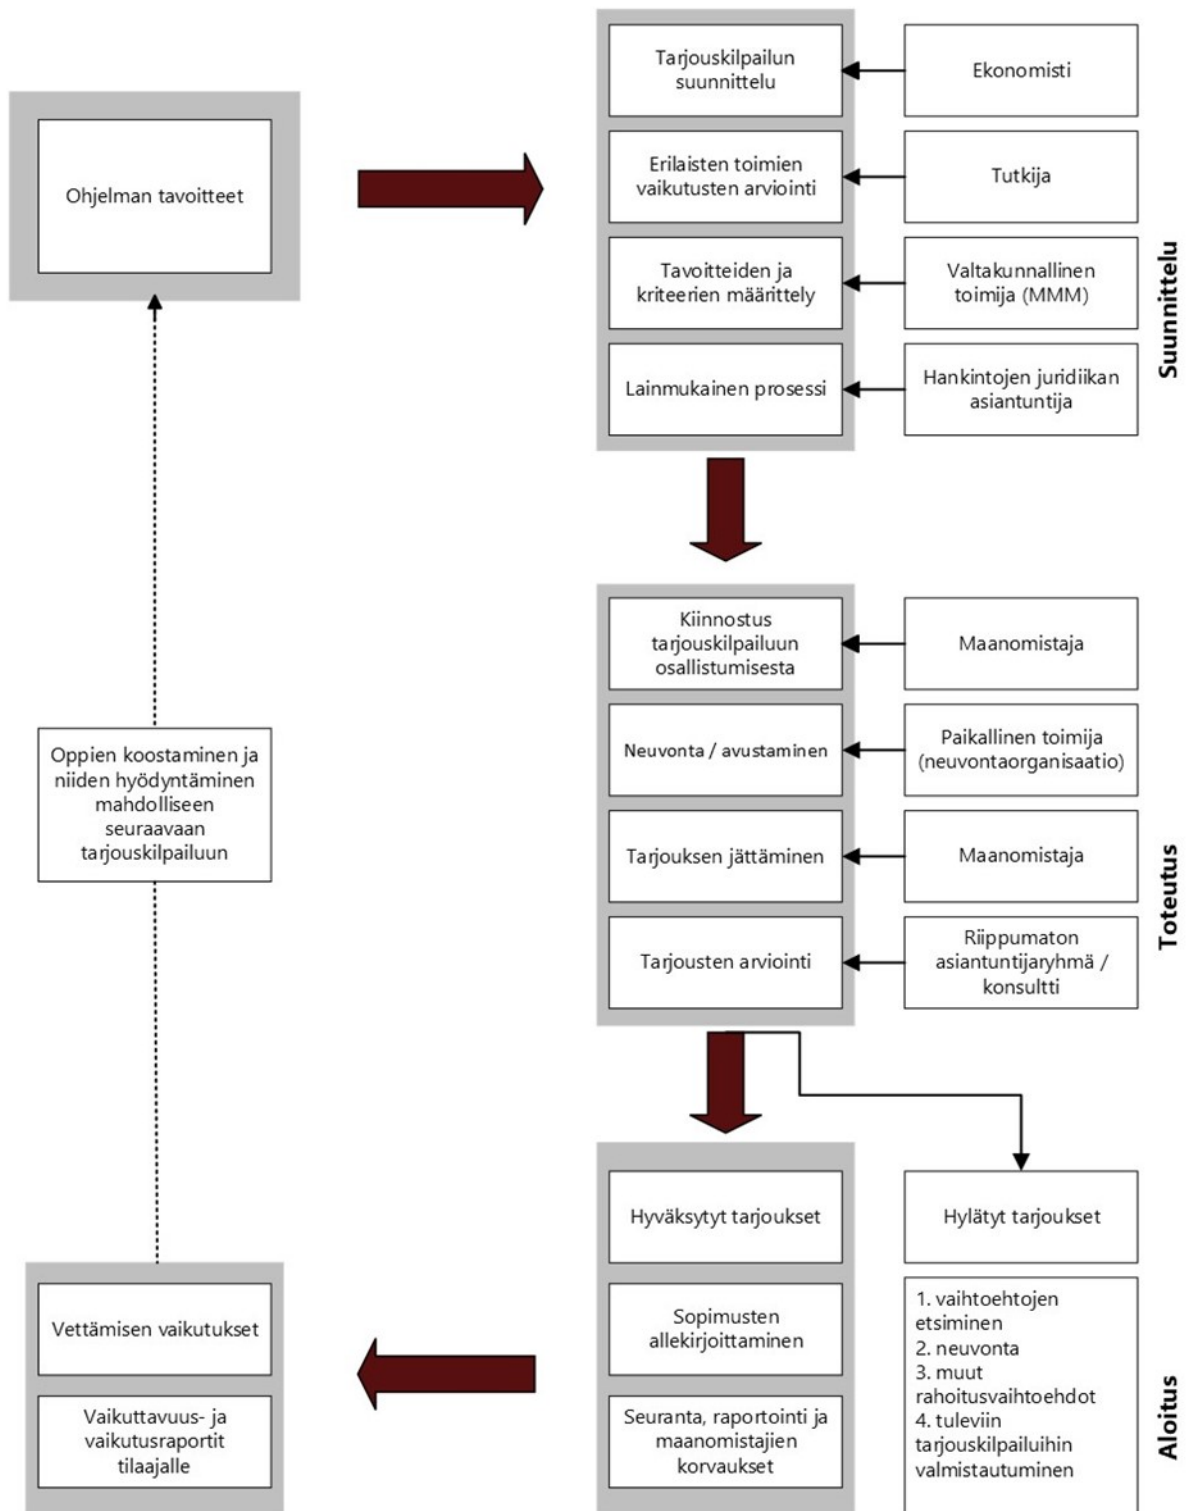 Ohjelman tavoitteet
Tarjouskilpailun
suunnittelu
Ekonomisti
Erilaisten toimien
vaikutusten arviointi
Tutkija
Tavoitteiden ja
kriteerien määrittely
Valtakunnallinen
toimija (MMM)
Lainmukainen prosessi
Hankintojen juridiikan
asiantuntija
Suunnittelu
Kiinnostus
tarjouskilpailuun
osallistumisesta
Maanomistaja
Neuvonta / avustaminen
Paikallinen toimija
(neuvontaorganisaatio)
Tarjouksen jättäminen
Maanomistaja
Tarjousten arviointi
Riippumaton
asiantuntijaryhmä /
konsultti
Toteutus
Hyväksytyt tarjoukset
Hylätyt tarjoukset
Sopimusten
allekirjoittaminen
Seuranta, raportointi ja
maanomistajien
korvaukset
1. vaihtoehtojen
etsiminen
2. neuvonta
3. muut
rahoitusvaihtoehdot
4. tuleviin
tarjouskilpailuihin
valmistautuminen
Aloitus
Vettämisen vaikutukset
Vaikuttavuus- ja
vaikutusraportit
tilaajalle
Oppien koostaminen ja
niiden hyödyntäminen
mahdolliseen
seuraavaan
tarjouskilpailuun